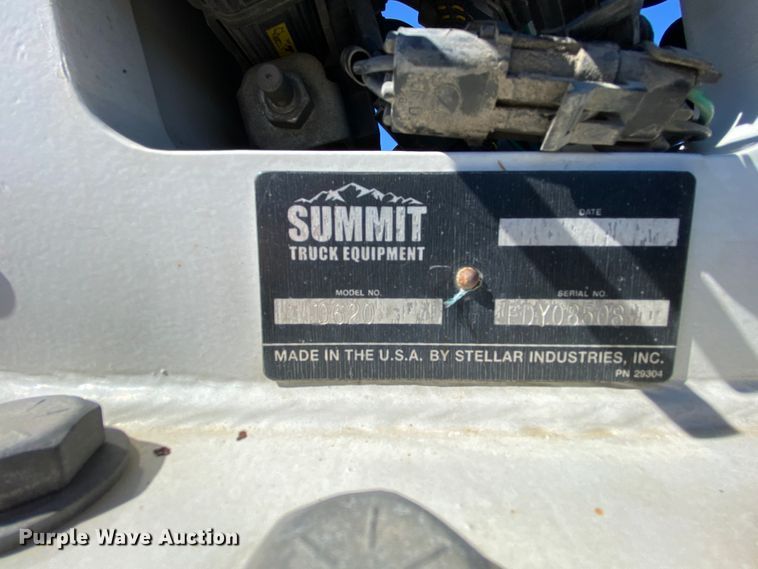 SUMMIT
TRUCK EQUIPMENT
DATE
MODEL NO.
SERIAL NO.
MADE IN THE U.S.A. BY STELLAR INDUSTRIES, INC.
PN 29304
Purple Wave Auction